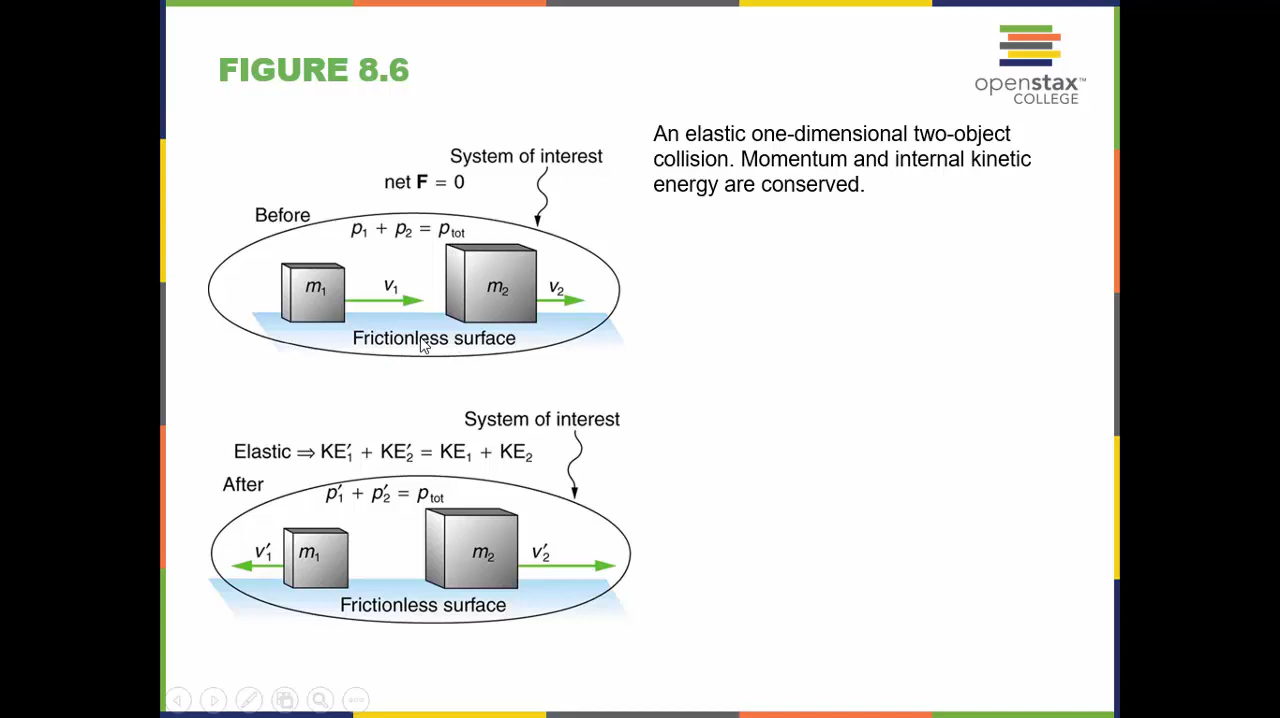 FIGURE 8.6
openstax™
COLLEGE
An elastic one-dimensional two-object
collision. Momentum and internal kinetic
energy are conserved.
System of interest
net F = 0
Before
p₁ + p₂ = pₜₒₜ
m₁
v₁
m₂
v₂
Frictionless surface
System of interest
Elastic ⇒ KE′₁ + KE′₂ = KE₁ + KE₂
After
p′₁ + p′₂ = pₜₒₜ
v′₁
m₁
m₂
v′₂
Frictionless surface